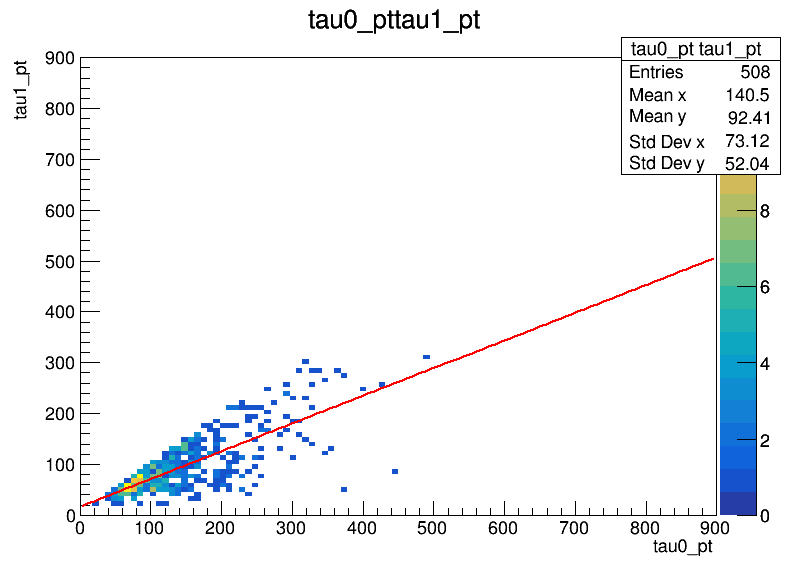 tau0_pttau1_pt
tau1_pt
900
800
700
600
500
400
300
200
100
0
0 100 200 300 400 500 600 700 800 900
tau0_pt
tau0_pt tau1_pt
Entries 508
Mean x 140.5
Mean y 92.41
Std Dev x 73.12
Std Dev y 52.04
8
6
4
2
0